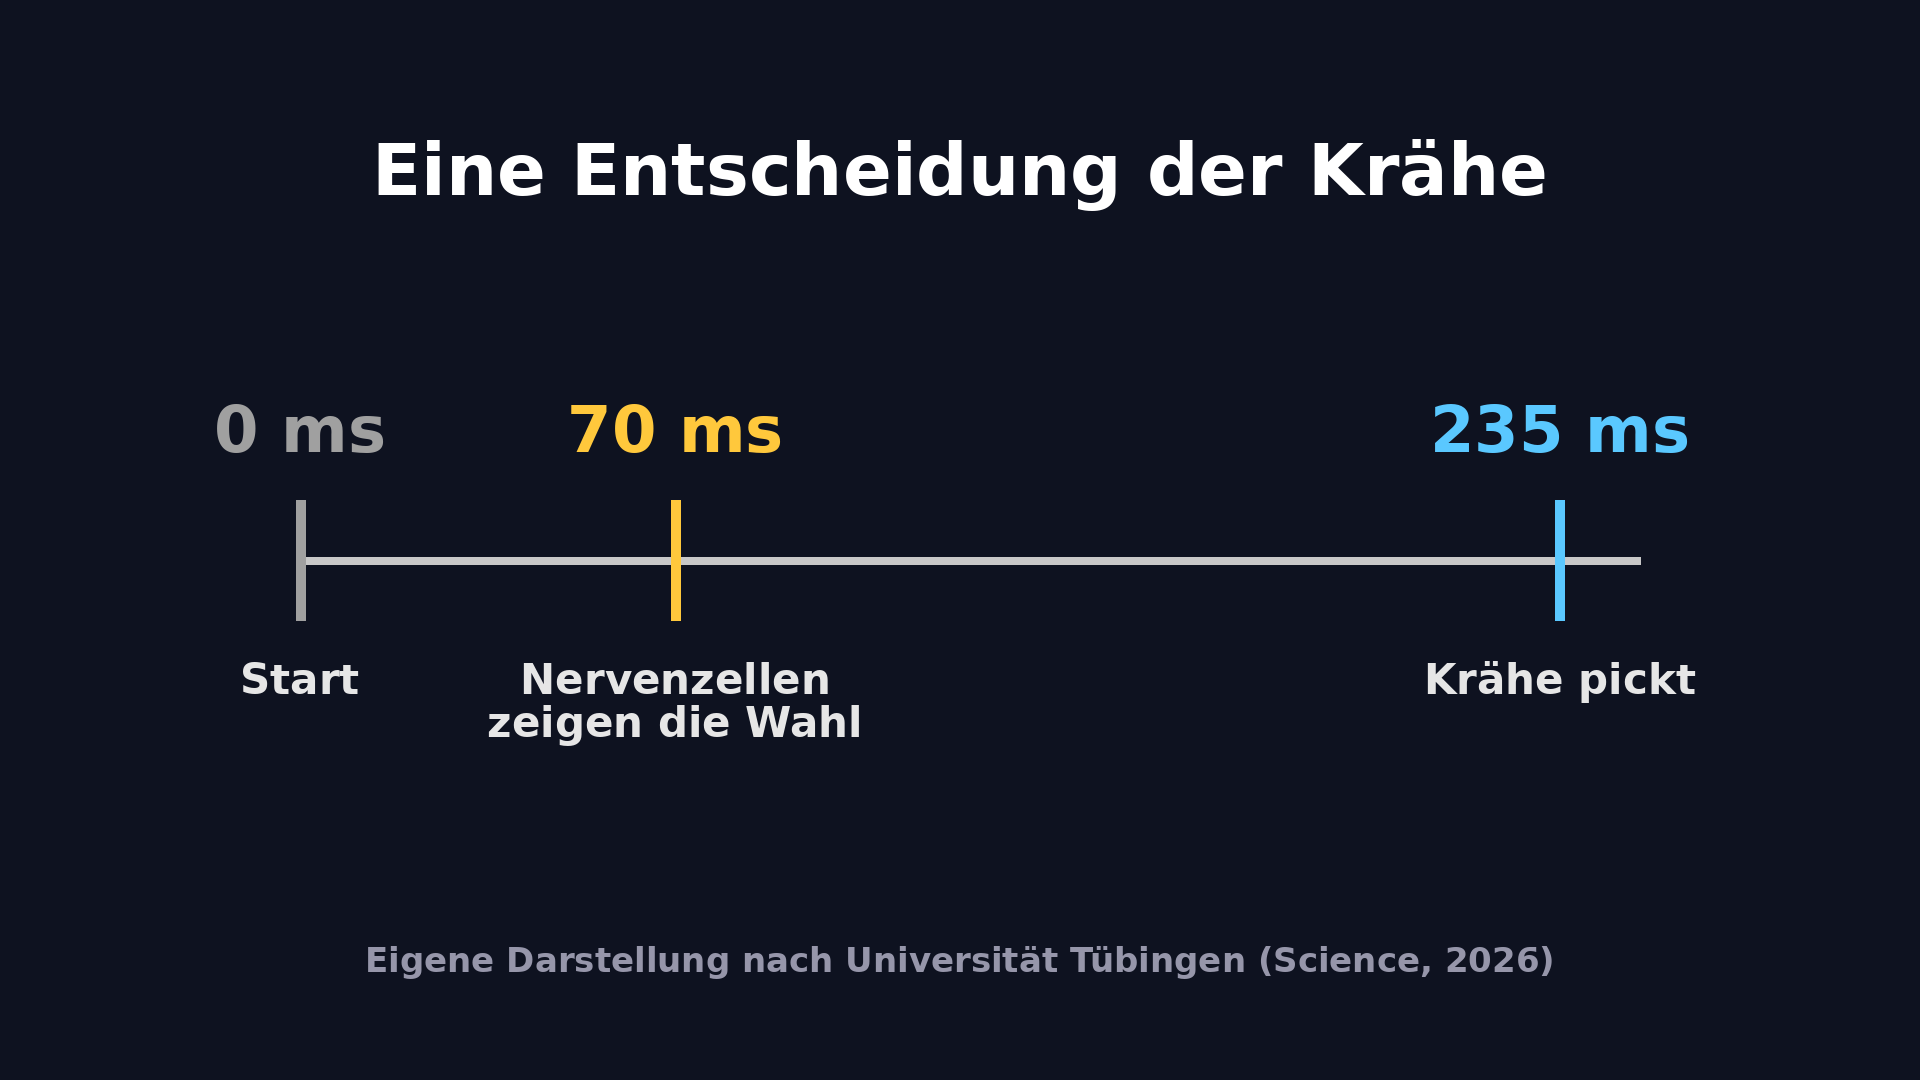 Eine Entscheidung der Krähe
0 ms
70 ms
235 ms
Start
Nervenzellen
zeigen die Wahl
Krähe pickt
Eigene Darstellung nach Universität Tübingen (Science, 2026)